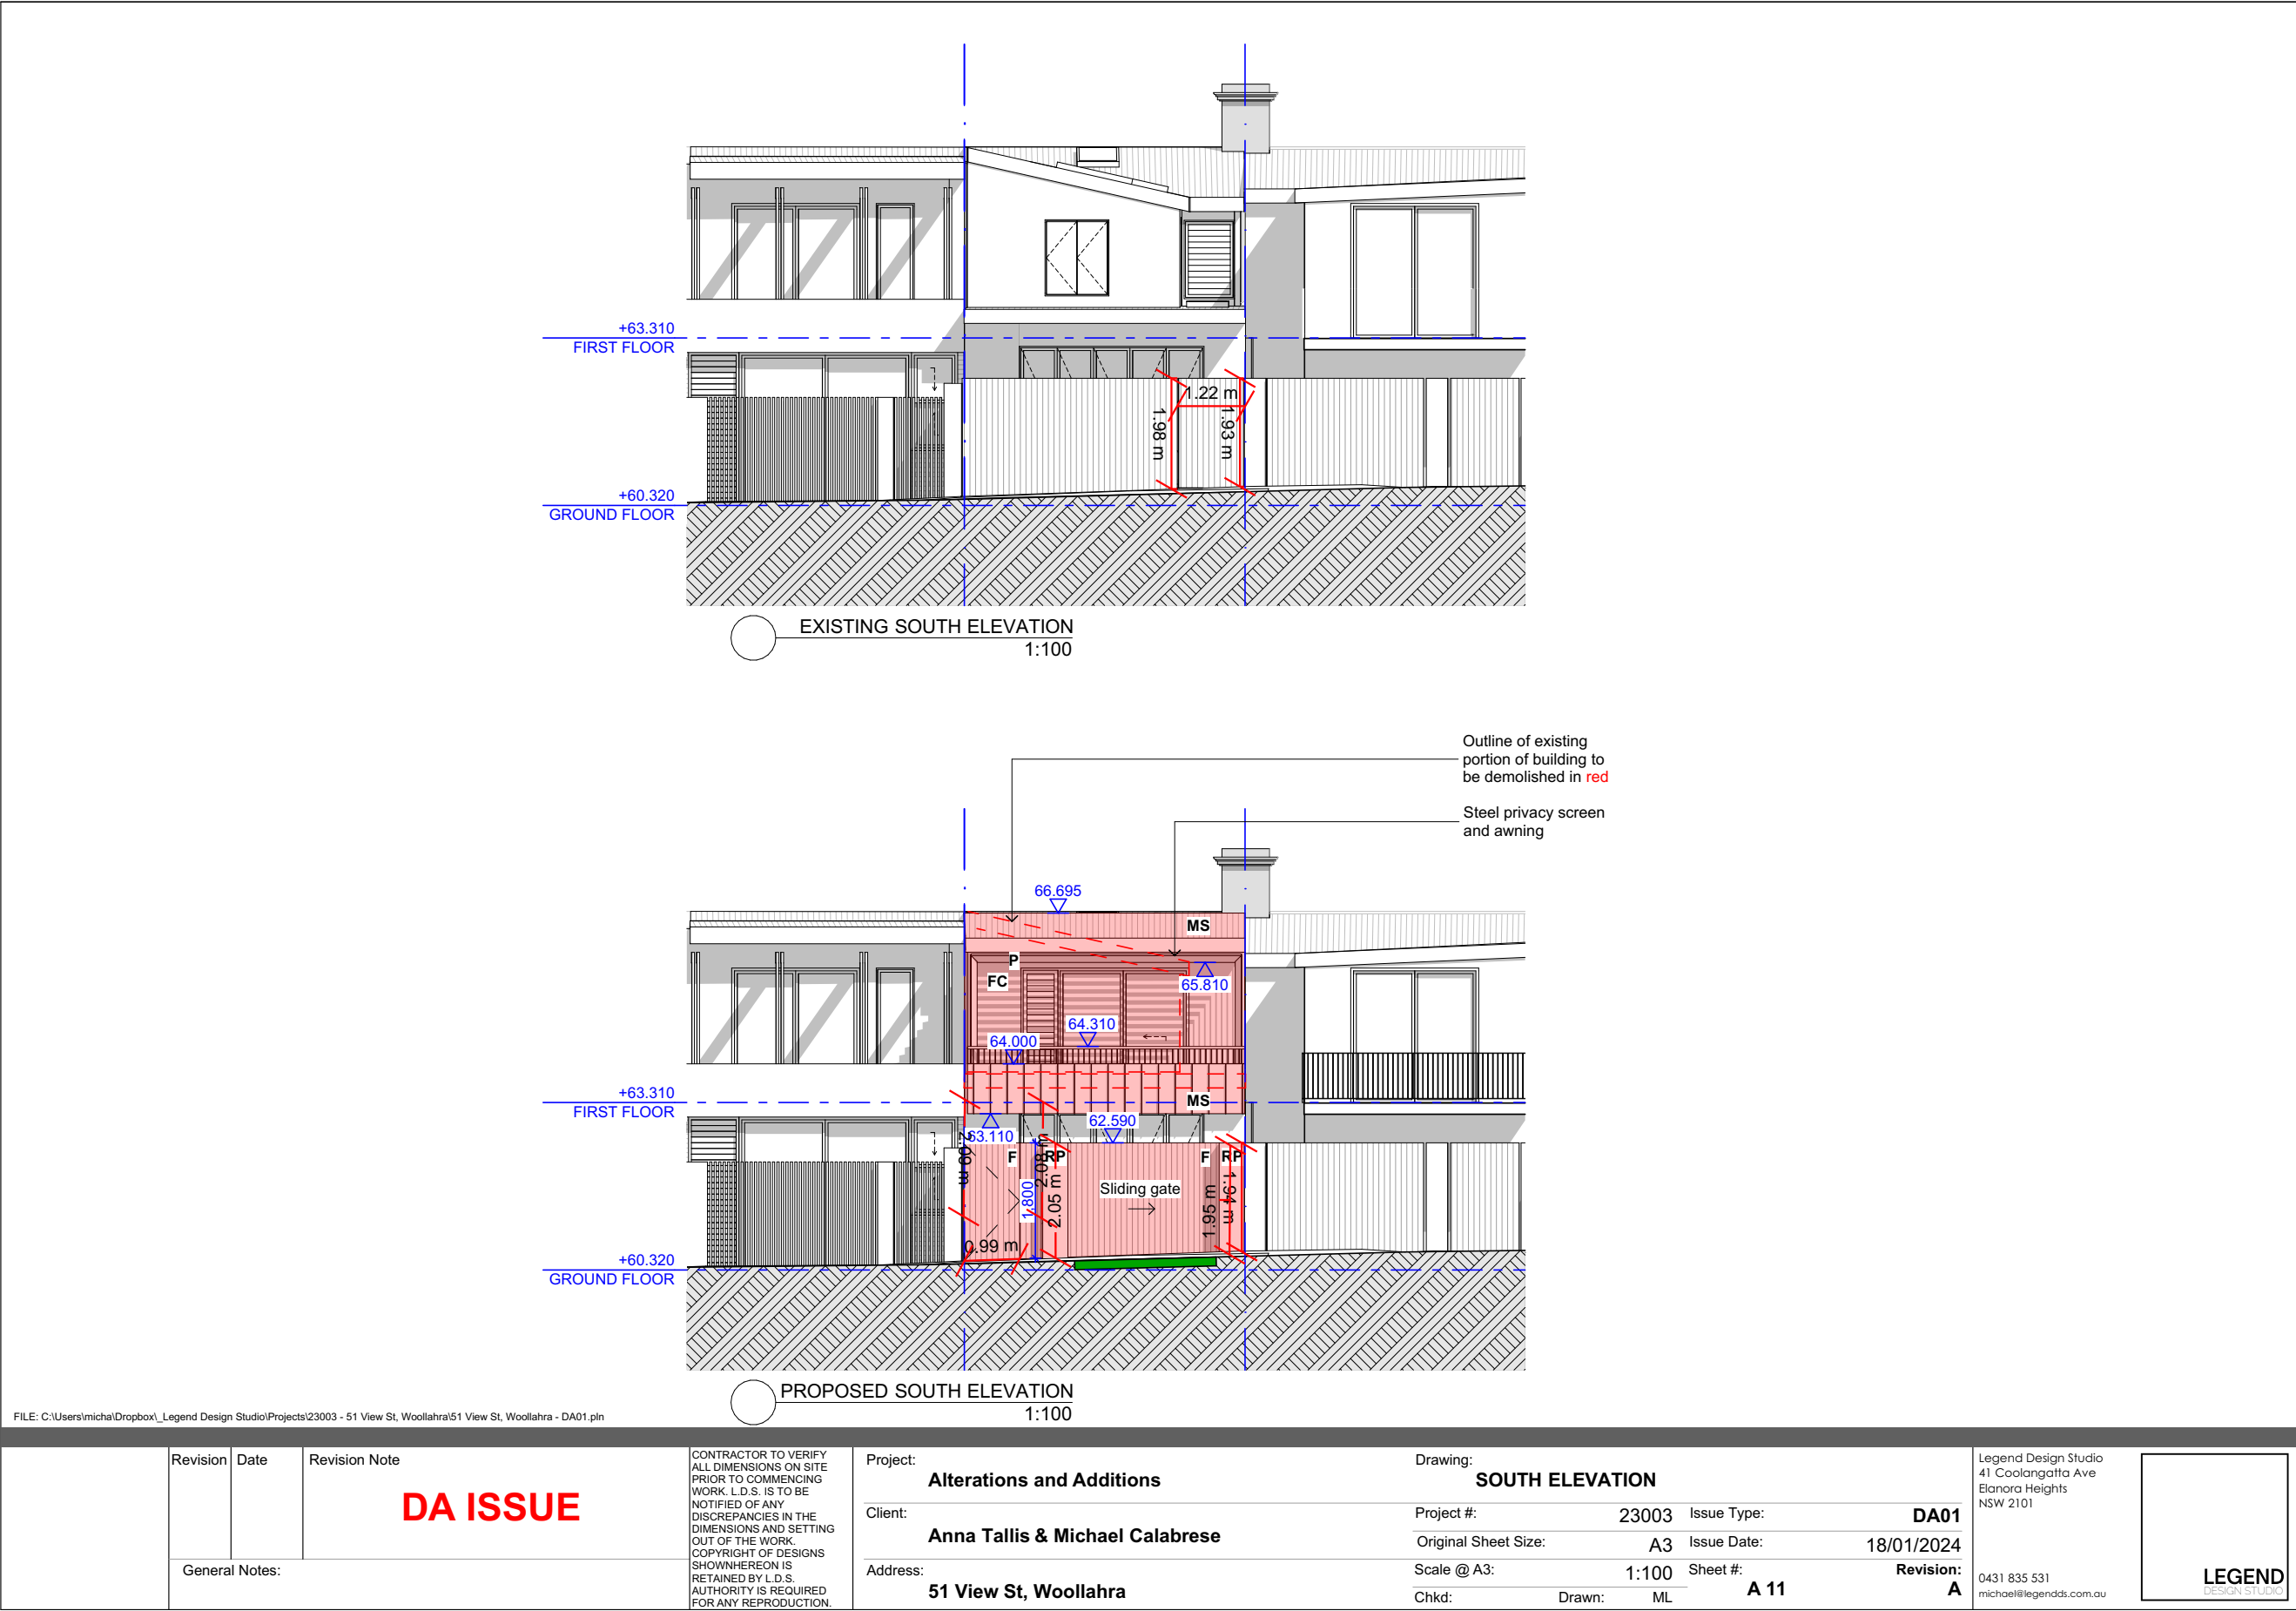 +63.310
FIRST FLOOR
1.22 m
1.98 m
1.93 m
+60.320
GROUND FLOOR
EXISTING SOUTH ELEVATION
1:100
Outline of existing
portion of building to
be demolished in red
Steel privacy screen
and awning
66.695
MS
P
FC
65.810
64.310
64.000
+63.310
FIRST FLOOR
MS
63.110
62.590
2.09 m
F
2.08 m
RP
F
RP
1.800
2.05 m
Sliding gate
1.95 m
1.94 m
0.99 m
+60.320
GROUND FLOOR
PROPOSED SOUTH ELEVATION
1:100
FILE: C:\Users\micha\Dropbox\_Legend Design Studio\Projects\23003 - 51 View St, Woollahra\51 View St, Woollahra - DA01.pln
Revision
Date
Revision Note
DA ISSUE
General Notes:
CONTRACTOR TO VERIFY
ALL DIMENSIONS ON SITE
PRIOR TO COMMENCING
WORK. L.D.S. IS TO BE
NOTIFIED OF ANY
DISCREPANCIES IN THE
DIMENSIONS AND SETTING
OUT OF THE WORK.
COPYRIGHT OF DESIGNS
SHOWNHEREON IS
RETAINED BY L.D.S.
AUTHORITY IS REQUIRED
FOR ANY REPRODUCTION.
Project:
Alterations and Additions
Client:
Anna Tallis & Michael Calabrese
Address:
51 View St, Woollahra
Drawing:
SOUTH ELEVATION
Project #: 23003
Issue Type: DA01
Original Sheet Size: A3
Issue Date: 18/01/2024
Scale @ A3: 1:100
Sheet #: A 11
Revision: A
Chkd:
Drawn: ML
Legend Design Studio
41 Coolangatta Ave
Elanora Heights
NSW 2101
0431 835 531
michael@legendds.com.au
LEGEND
DESIGN STUDIO